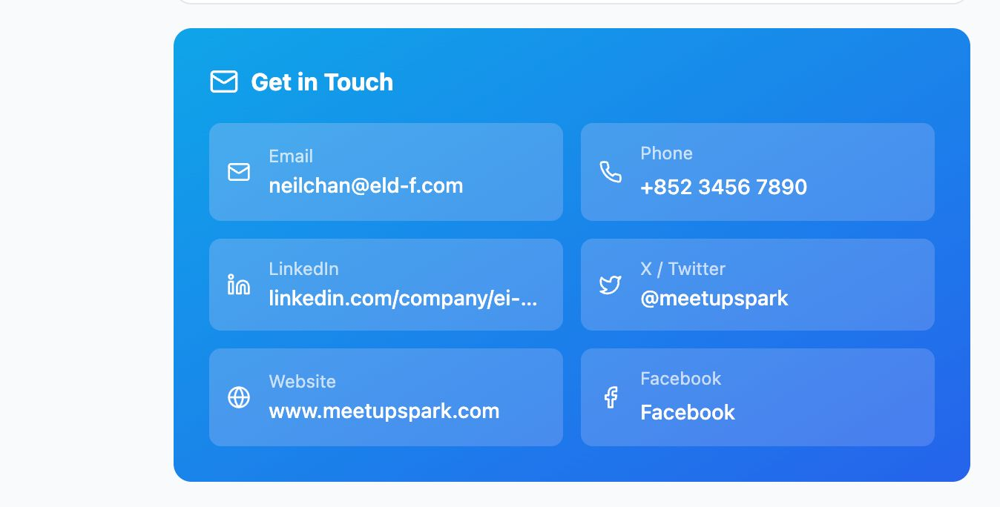 Get in Touch
Email
neilchan@eld-f.com
Phone
+852 3456 7890
LinkedIn
linkedin.com/company/ei-...
X / Twitter
@meetupspark
Website
www.meetupspark.com
Facebook
Facebook